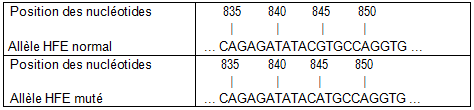 Position des nucléotides 835 840 845 850
Allèle HFE normal ... CAGAGATATACGTGCCAGGTG ...
Position des nucléotides 835 840 845 850
Allèle HFE muté ... CAGAGATATACATGCCAGGTG ...